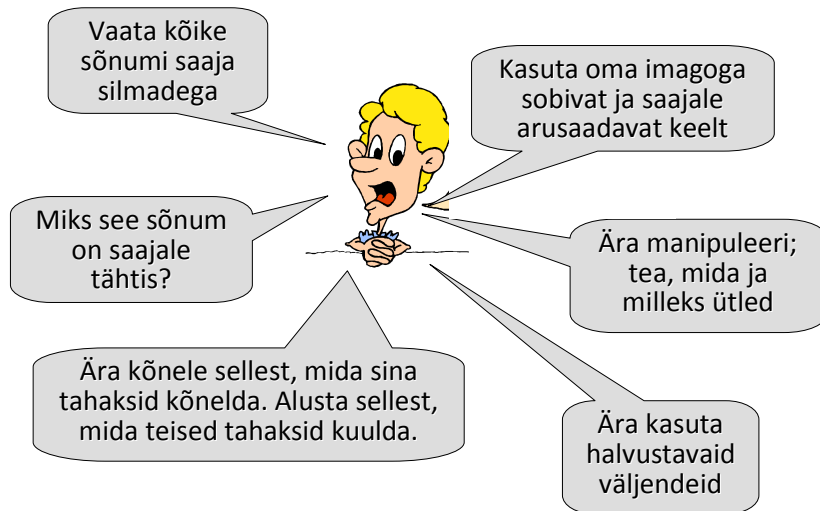 Vaata kõike
sõnumi saaja
silmadega
Kasuta oma imagoga
sobivat ja saajale
arusaadavat keelt
Miks see sõnum
on saajale
tähtis?
Ära manipuleeri;
tea, mida ja
milleks ütled
Ära kõnele sellest, mida sina
tahaksid kõnelda. Alusta sellest,
mida teised tahaksid kuulda.
Ära kasuta
halvustavaid
väljendeid